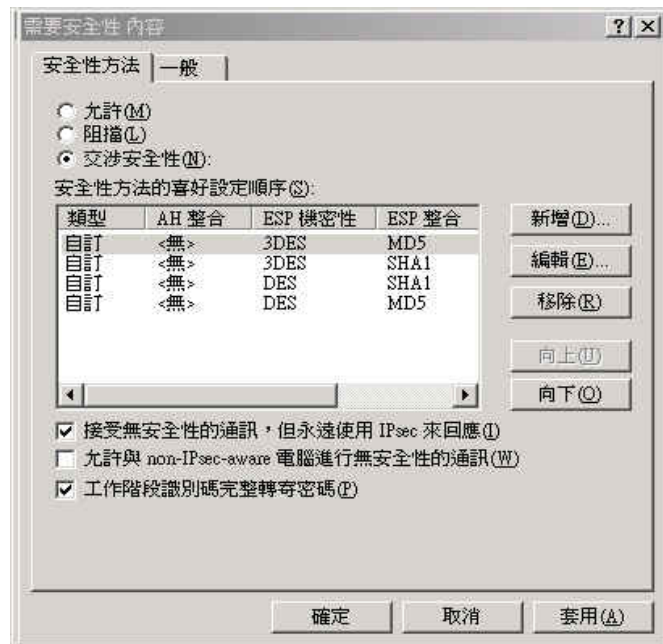 需要安全性 內容
安全性方法 一般
允許(M)
阻擋(L)
交涉安全性(N):
安全性方法的喜好設定順序(S):
類型 AH 整合 ESP 機密性 ESP 整合
自訂 <無> 3DES MD5
自訂 <無> 3DES SHA1
自訂 <無> DES SHA1
自訂 <無> DES MD5
新增(D)...
編輯(E)...
移除(R)
向上(U)
向下(O)
接受無安全性的通訊，但永遠使用 IPsec 來回應(I)
允許與 non-IPsec-aware 電腦進行無安全性的通訊(W)
工作階段識別碼完整轉寄密碼(P)
確定 取消 套用(A)